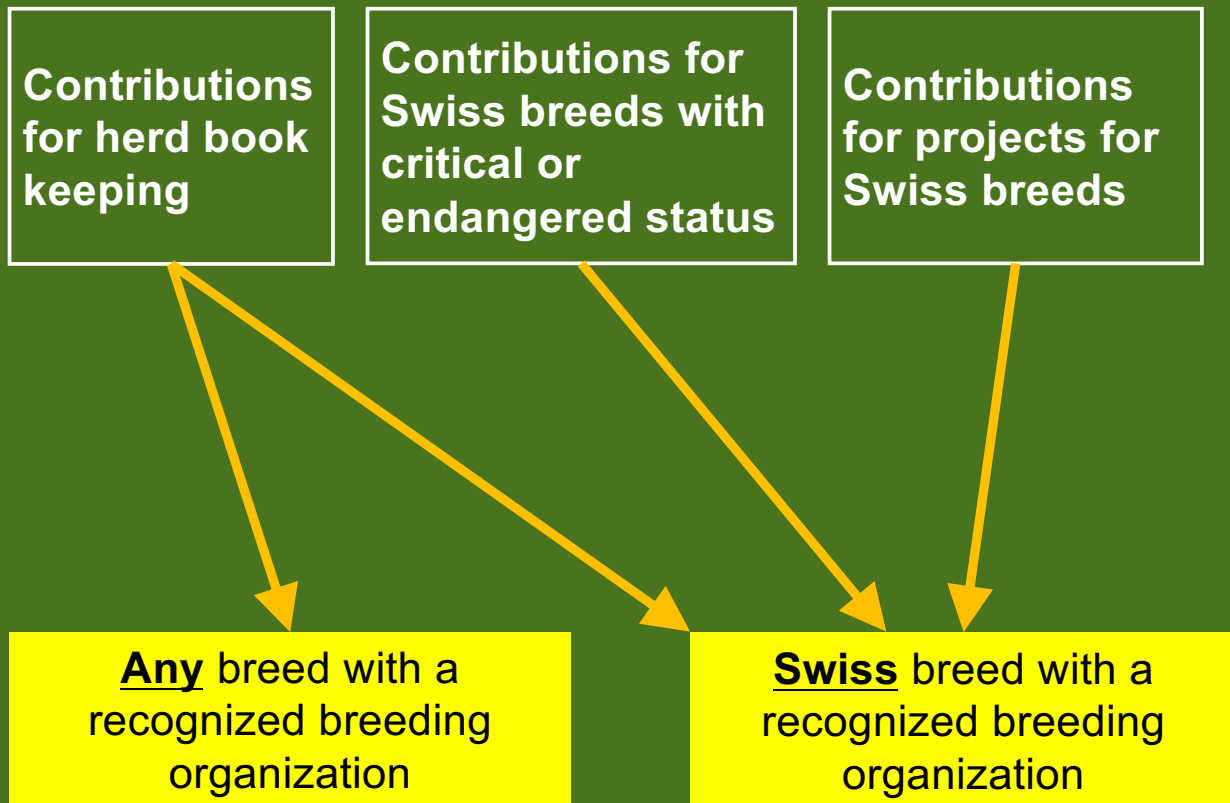 Contributions
for herd book
keeping
Contributions for
Swiss breeds with
critical or
endangered status
Contributions
for projects for
Swiss breeds
Any breed with a
recognized breeding
organization
Swiss breed with a
recognized breeding
organization